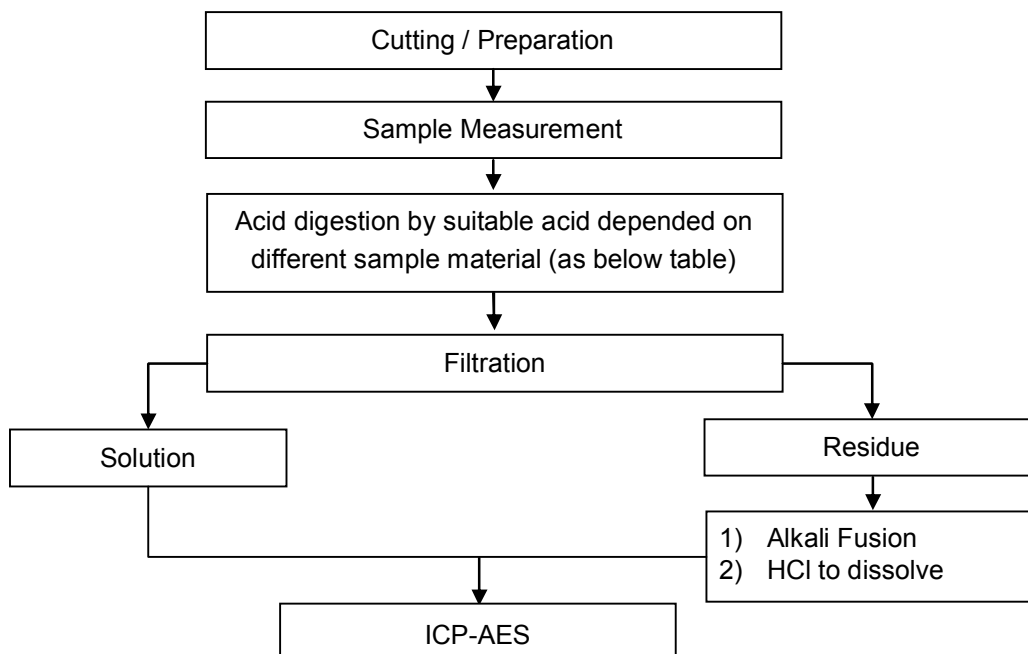 Cutting / Preparation
Sample Measurement
Acid digestion by suitable acid depended on
different sample material (as below table)
Filtration
Solution
Residue
1) Alkali Fusion
2) HCl to dissolve
ICP-AES